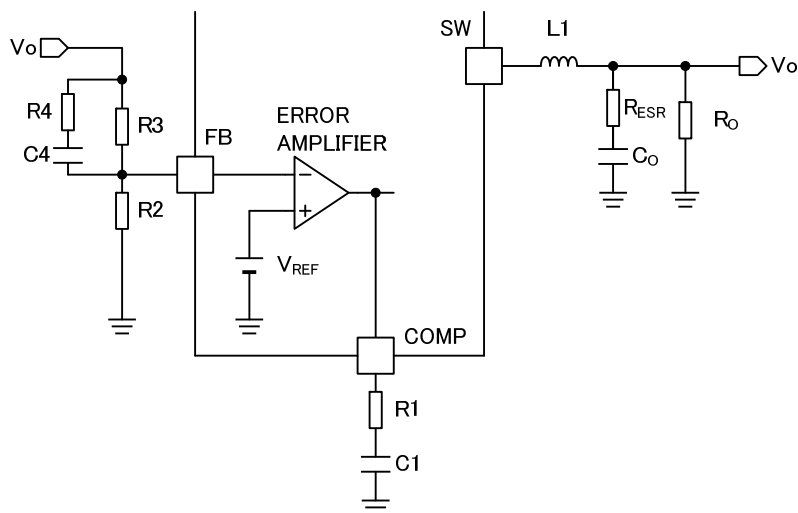 SW
L1
Vo
Vo
R4
R3
C4
FB
ERROR
AMPLIFIER
RESR
RO
CO
R2
VREF
COMP
R1
C1